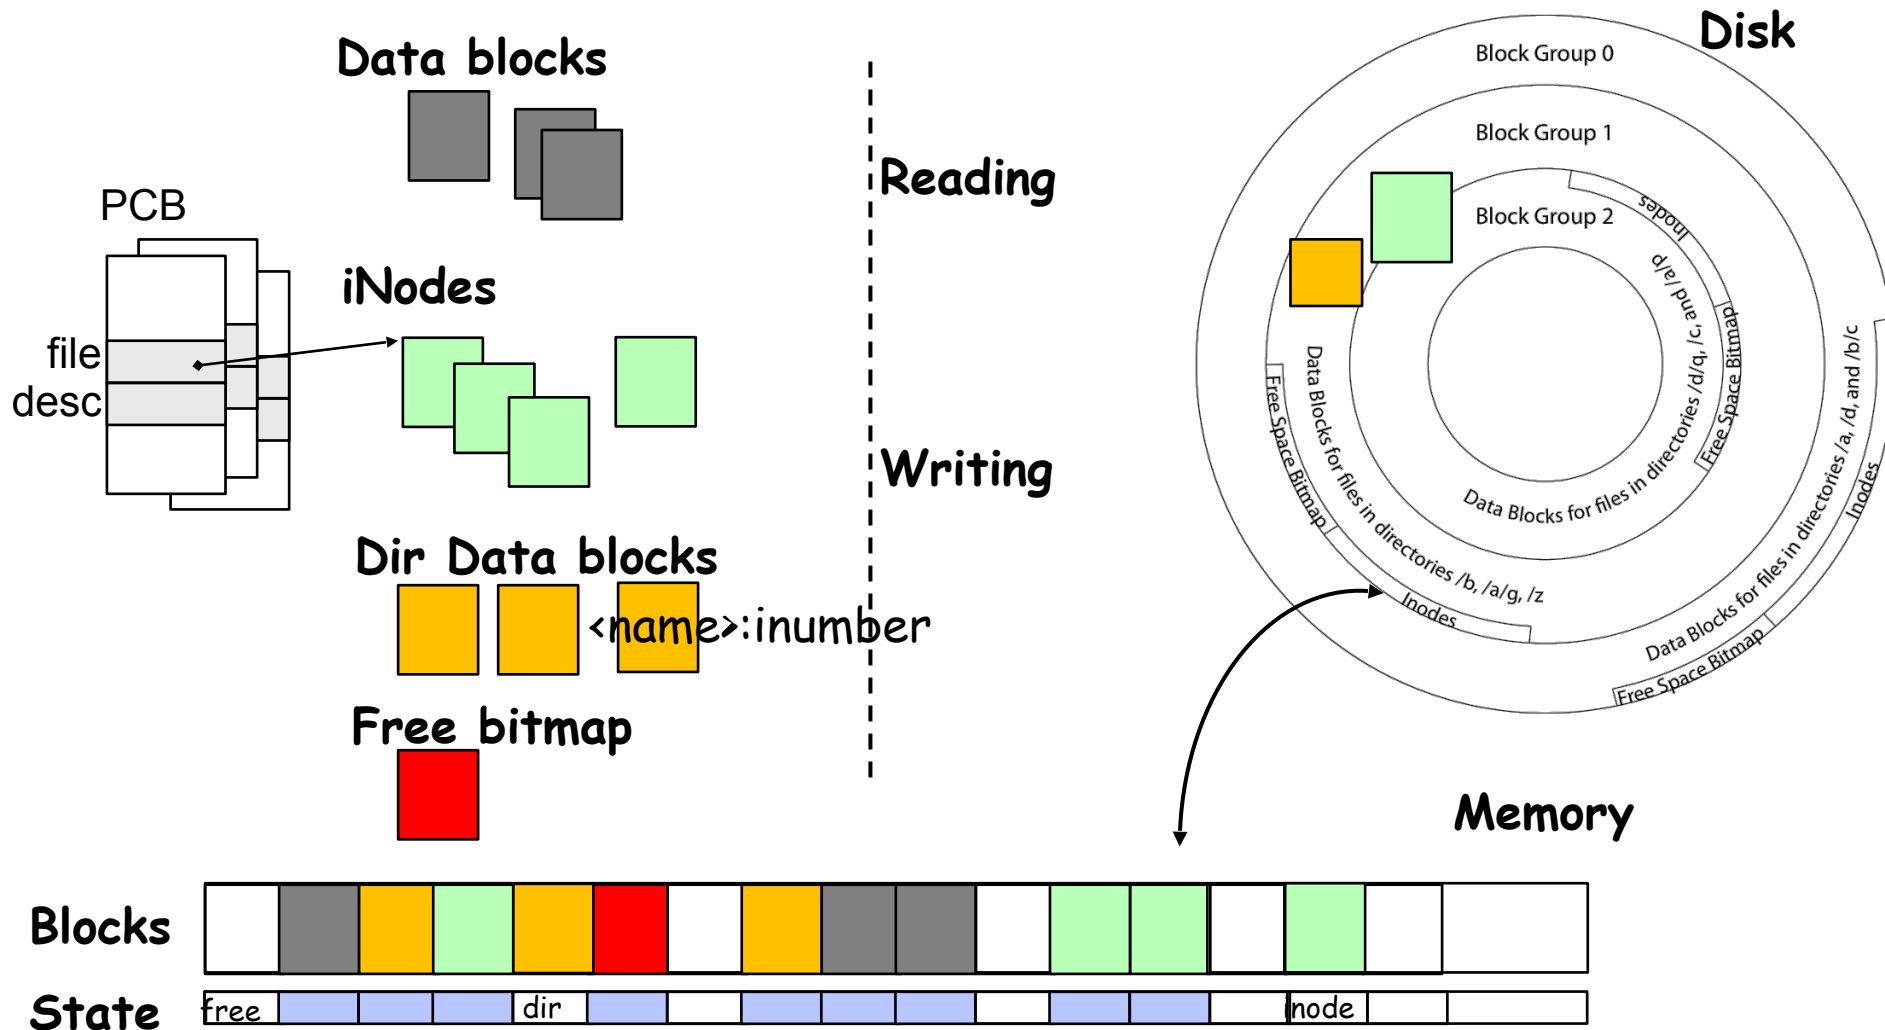 Disk
Data blocks
Block Group 0
Block Group 1
Reading
PCB
Block Group 2
Inodes
iNodes
file
desc
Data Blocks for files in directories /d/q, /c, and /a/p
Free Space Bitmap
Data Blocks for files in directories /b, /a/g, /z
Free Space Bitmap
Inodes
Data Blocks for files in directories /a, /d, and /b/c
Inodes
Free Space Bitmap
Writing
Dir Data blocks
<name>:inumber
Free bitmap
Memory
Blocks
State
free
dir
inode